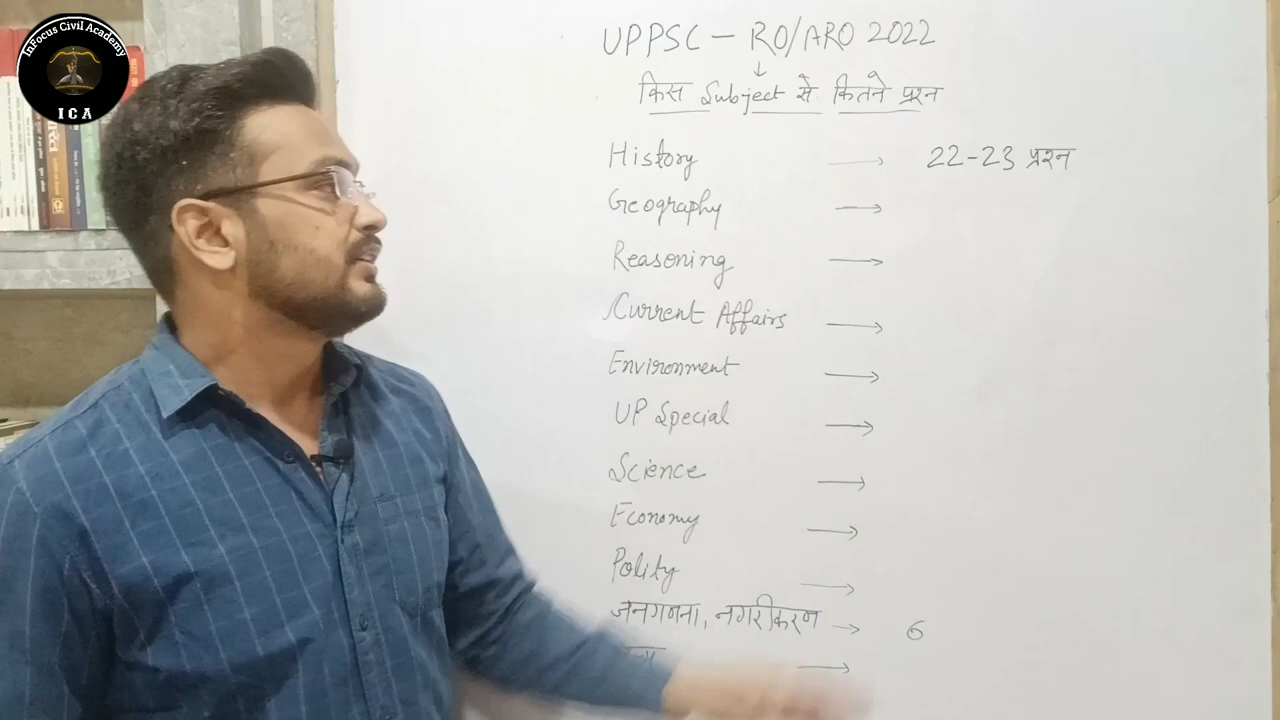 InFocus Civil Academy
ICA
UPPSC - RO/ARO 2022
↓
किस Subject से कितने प्रश्न
History → 22-23 प्रश्न
Geography →
Reasoning →
Current Affairs →
Environment →
UP Special →
Science →
Economy →
Polity →
जनगणना, नगरीकरण → 6
→